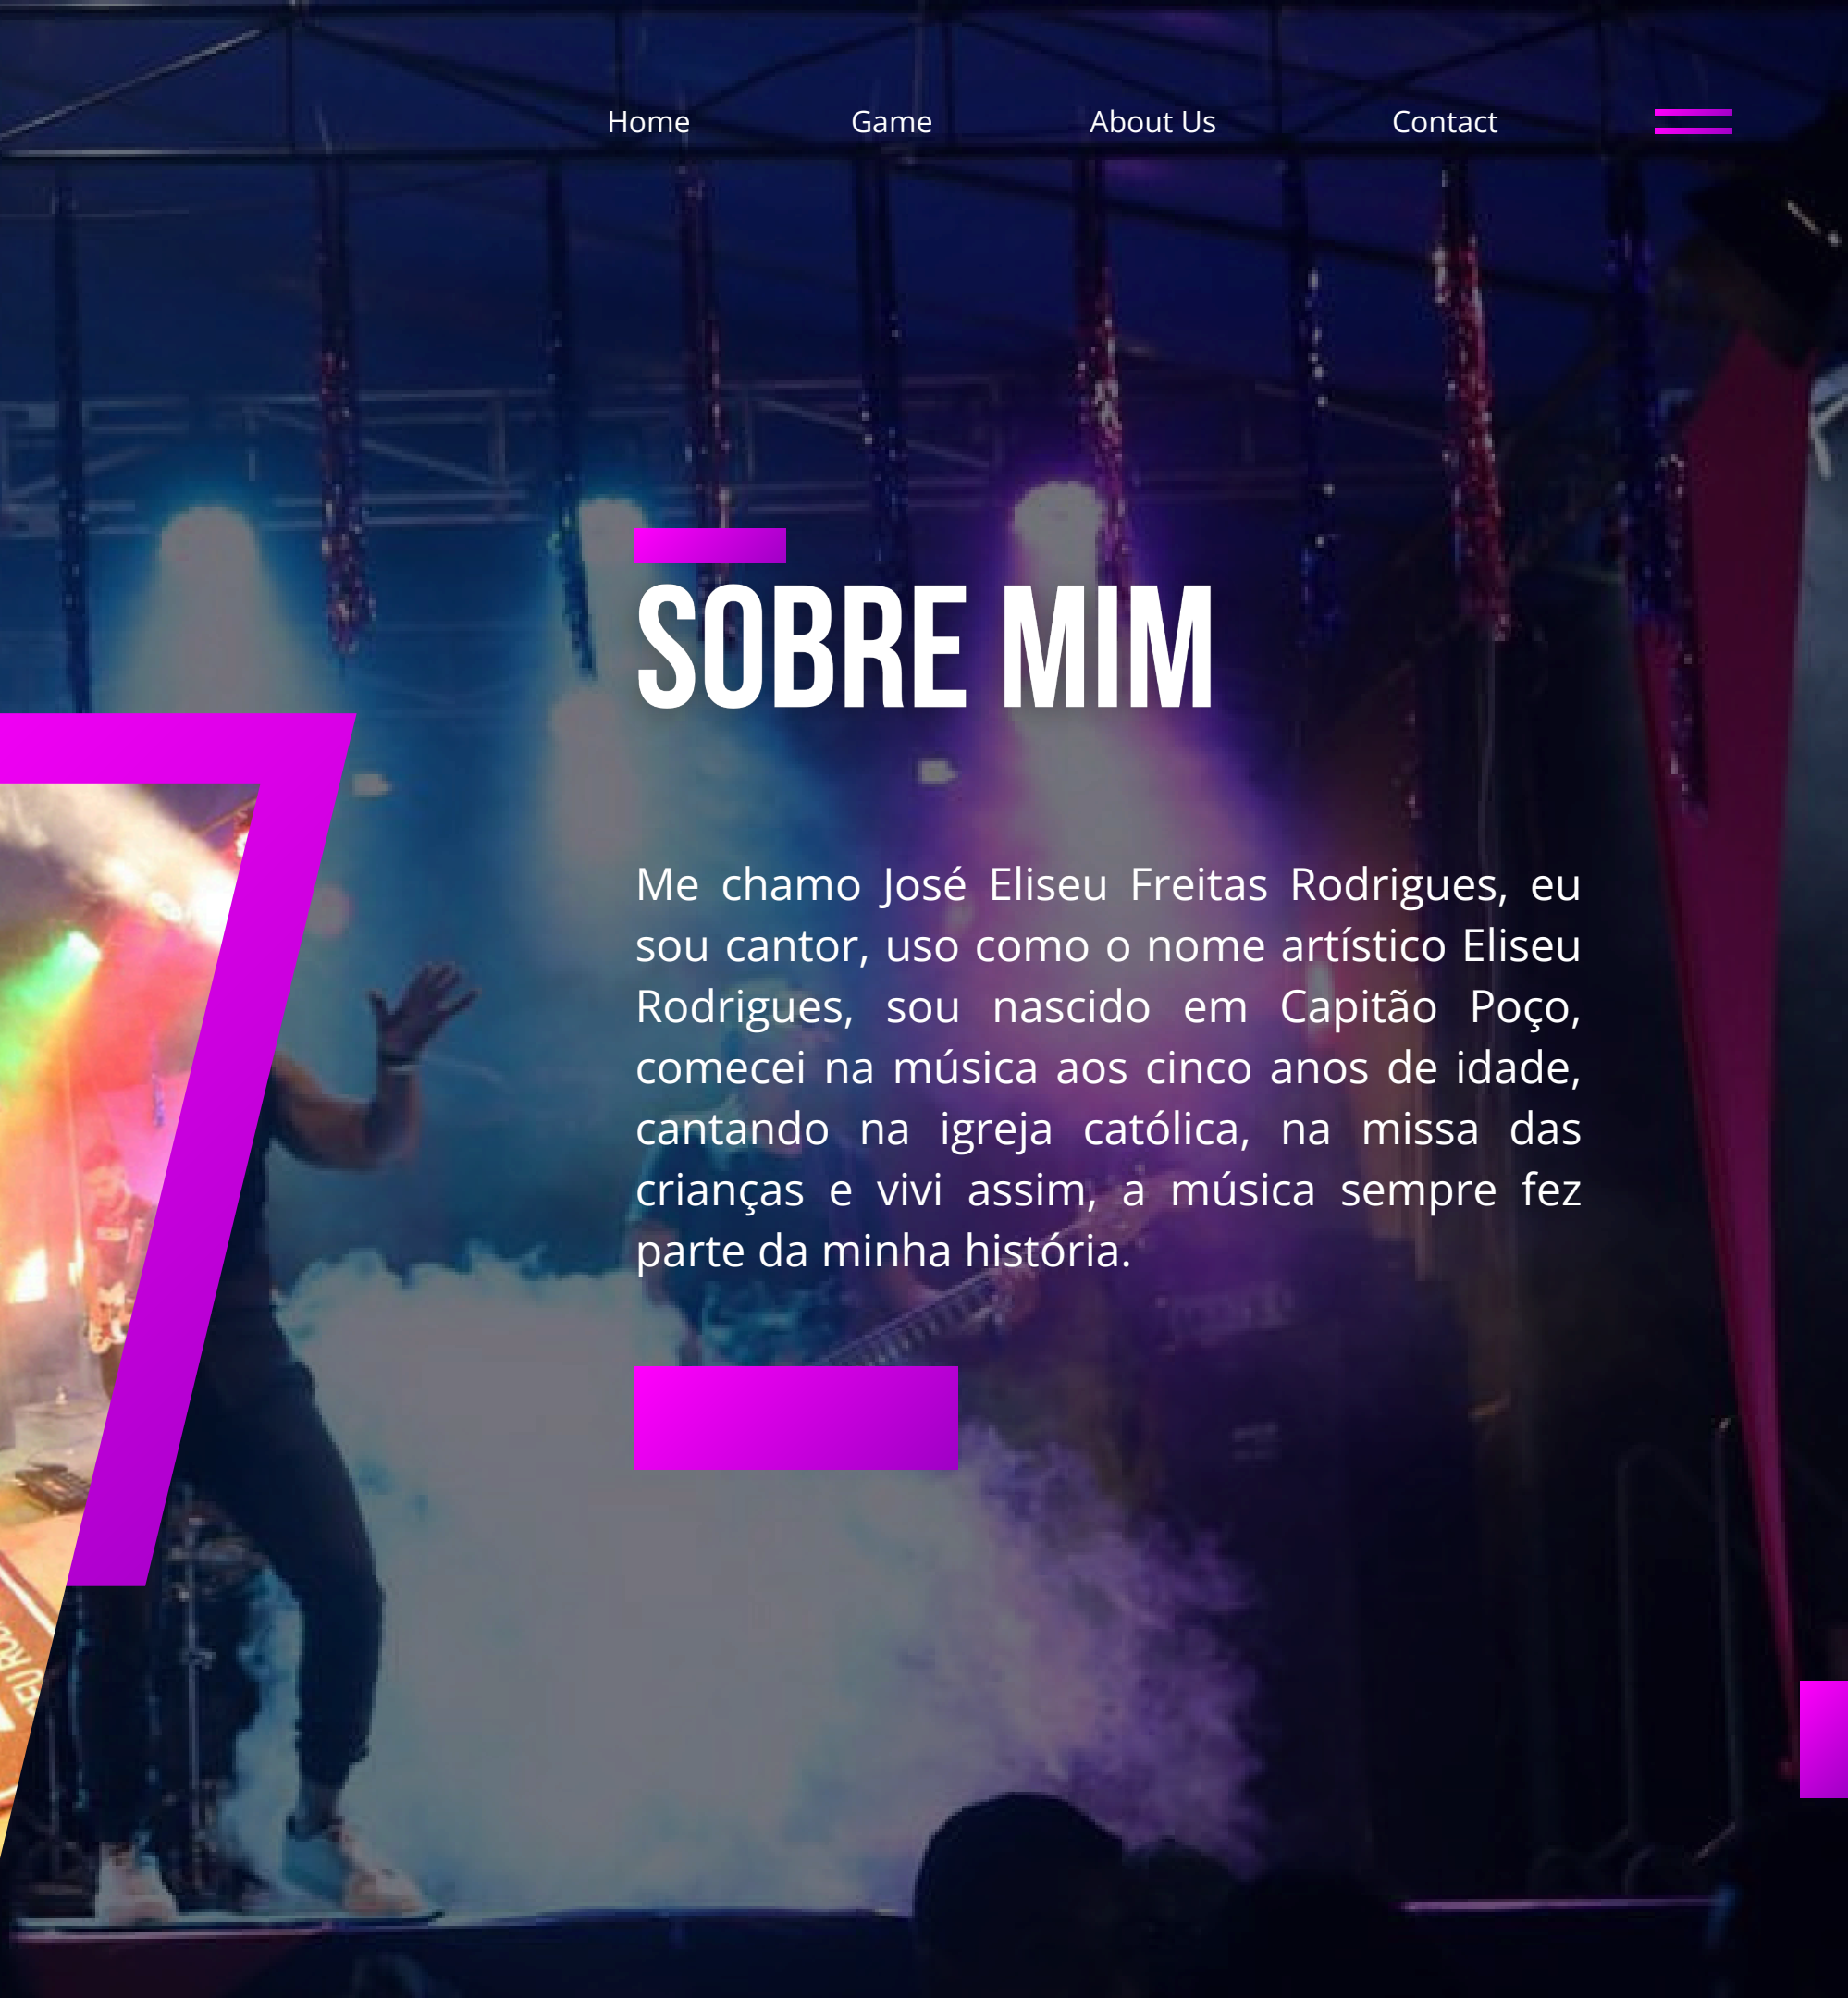 Home Game About Us Contact
SOBRE MIM
Me chamo José Eliseu Freitas Rodrigues, eu
sou cantor, uso como o nome artístico Eliseu
Rodrigues, sou nascido em Capitão Poço,
comecei na música aos cinco anos de idade,
cantando na igreja católica, na missa das
crianças e vivi assim, a música sempre fez
parte da minha história.